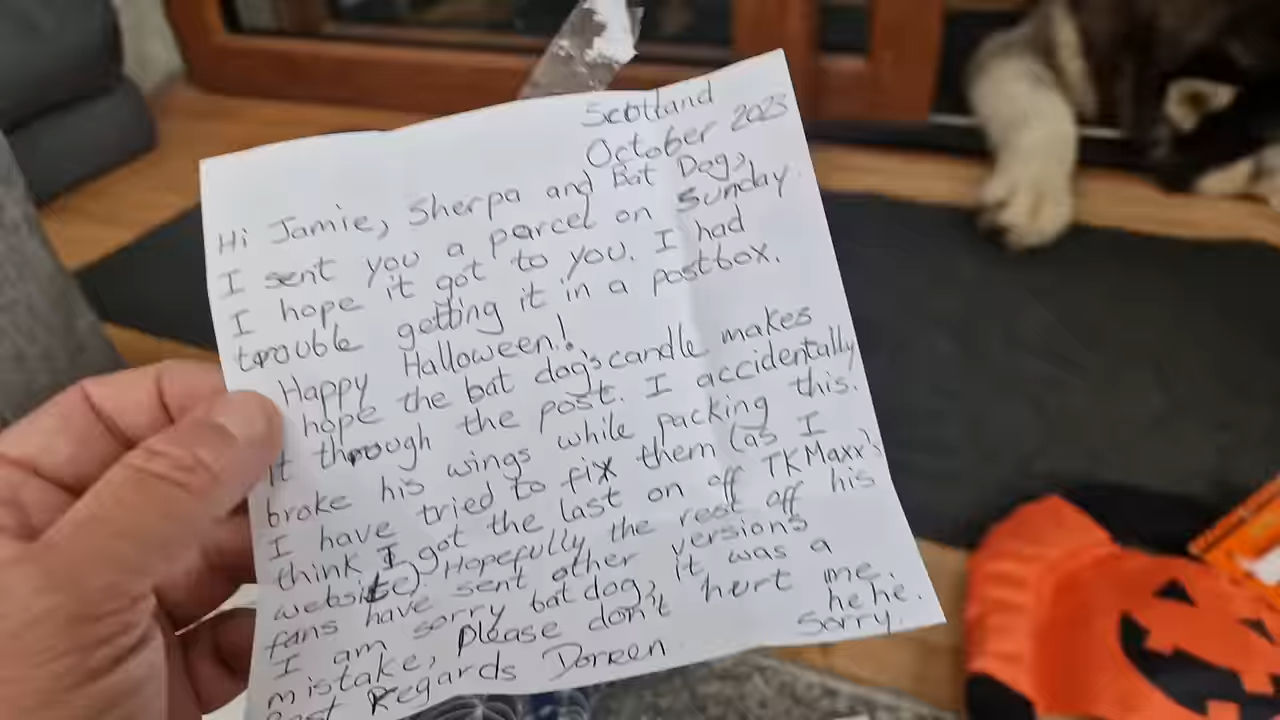 Scotland
October 2023
Hi Jamie, Sherpa and Bat Dog,
I sent you a parcel on Sunday.
I hope it got to you. I had
trouble getting it in a postbox.
Happy Halloween!
hope the bat dog's candle makes
it through the post. I accidentally
broke his wings while packing this.
I have tried to fix them (as I
think I got the last on off TKMaxx's
website) Hopefully the rest off his
fans have sent other versions
I am sorry bat dog, it was a
mistake, please don't hurt me
hehe.
Best Regards Doreen Sorry.